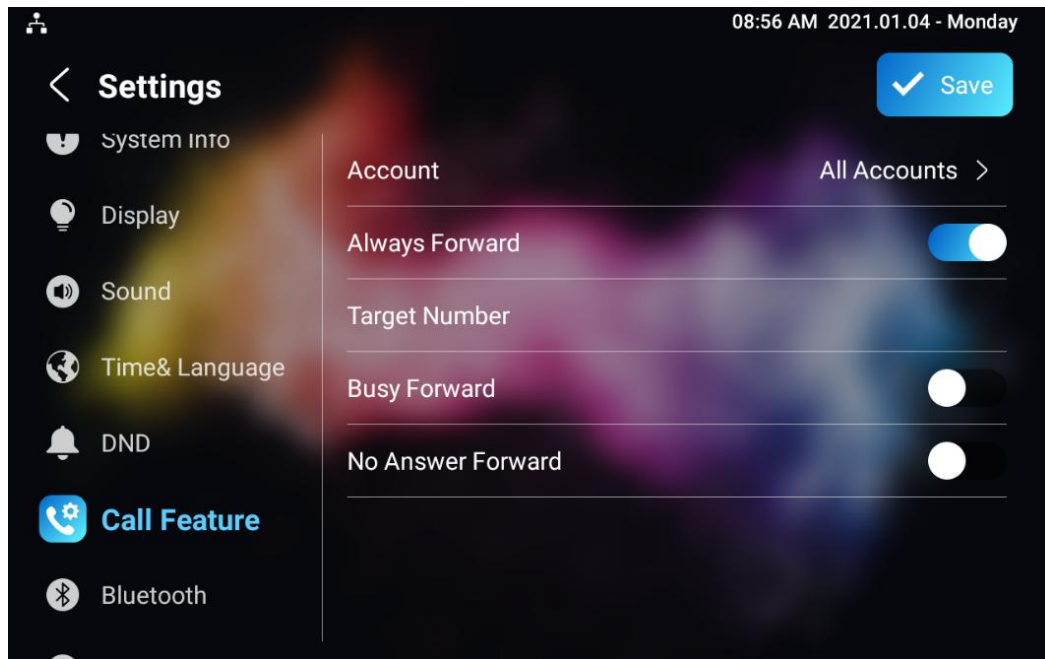 08:56 AM 2021.01.04 - Monday
Settings
Save
System Info
Display
Sound
Time& Language
DND
Call Feature
Bluetooth
Account
All Accounts
Always Forward
Target Number
Busy Forward
No Answer Forward